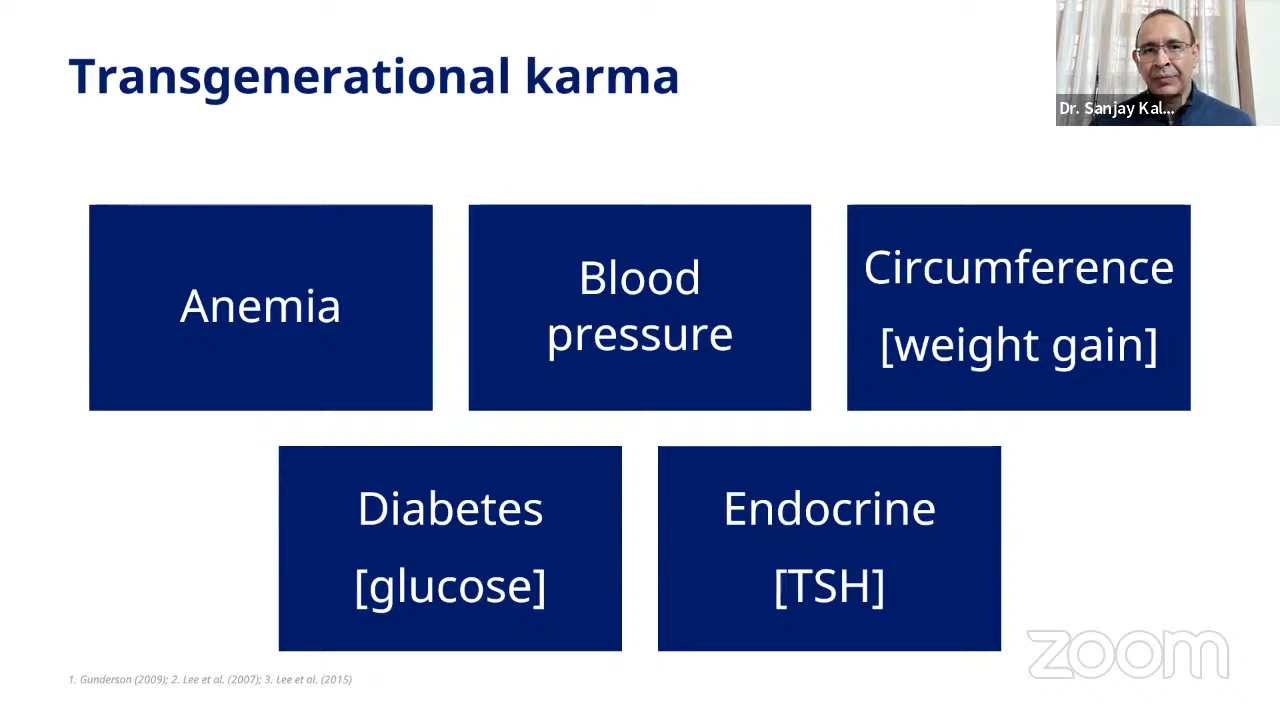 Transgenerational karma
Dr. Sanjay Kal...
Anemia
Blood
pressure
Circumference
[weight gain]
Diabetes
[glucose]
Endocrine
[TSH]
zoom
1. Gunderson (2009); 2. Lee et al. (2007); 3. Lee et al. (2015)